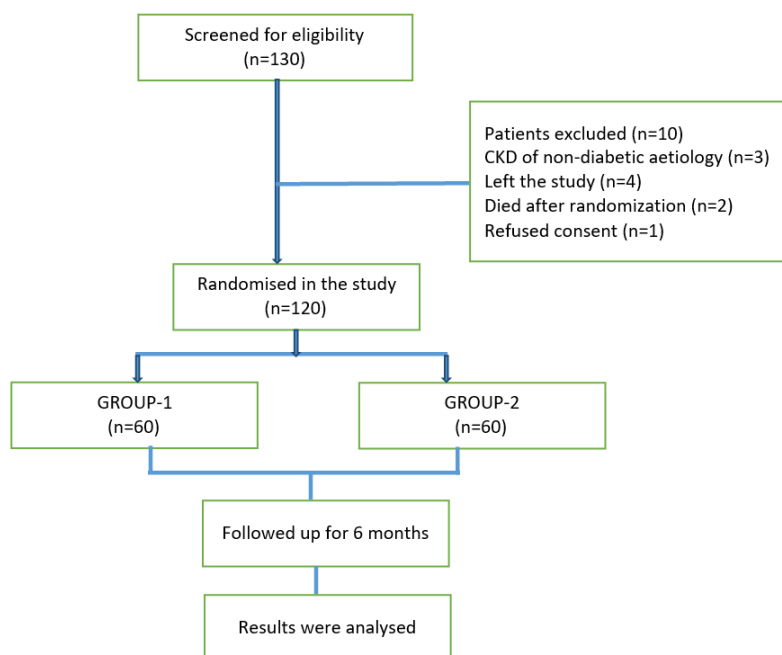 Screened for eligibility
(n=130)
Patients excluded (n=10)
CKD of non-diabetic aetiology (n=3)
Left the study (n=4)
Died after randomization (n=2)
Refused consent (n=1)
Randomised in the study
(n=120)
GROUP-1
(n=60)
GROUP-2
(n=60)
Followed up for 6 months
Results were analysed